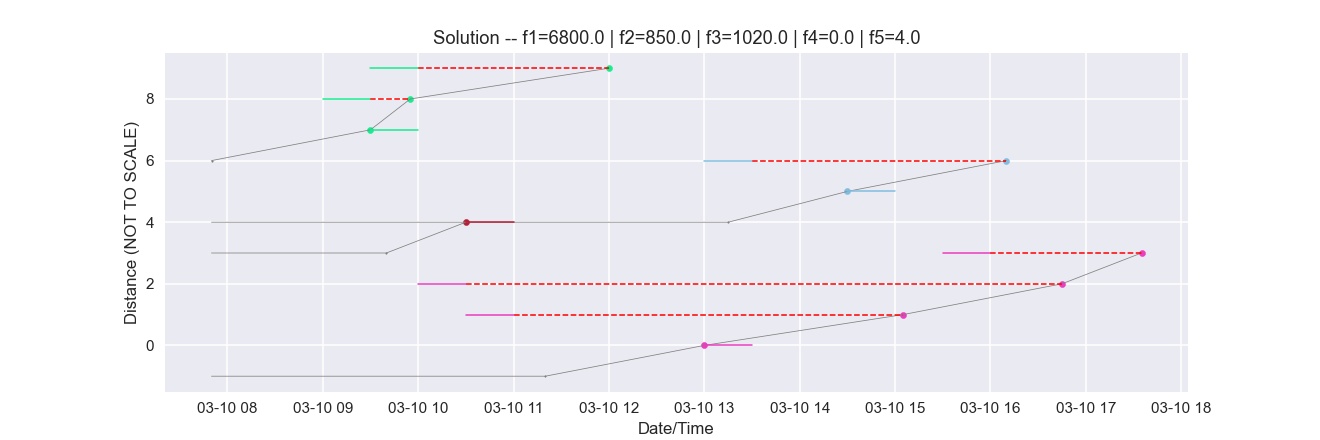 Solution -- f1=6800.0 | f2=850.0 | f3=1020.0 | f4=0.0 | f5=4.0
Distance (NOT TO SCALE)
8
6
4
2
0
03-10 08 03-10 09 03-10 10 03-10 11 03-10 12 03-10 13 03-10 14 03-10 15 03-10 16 03-10 17 03-10 18
Date/Time